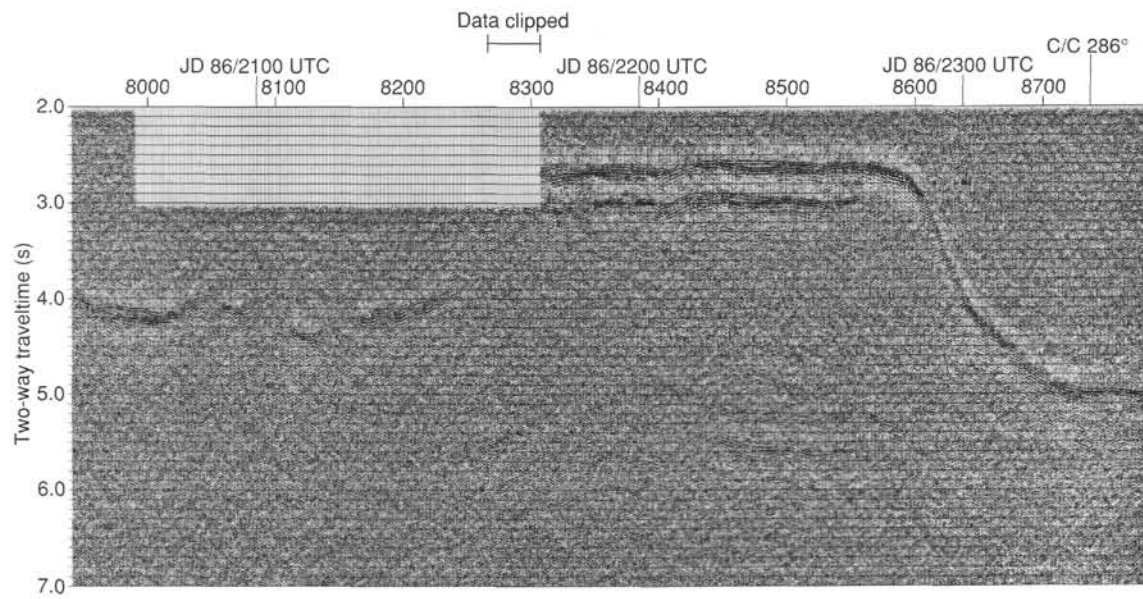 Data clipped
C/C 286°
JD 86/2100 UTC JD 86/2200 UTC JD 86/2300 UTC
8000 8100 8200 8300 8400 8500 8600 8700
2.0
3.0
4.0
5.0
6.0
7.0
Two-way traveltime (s)